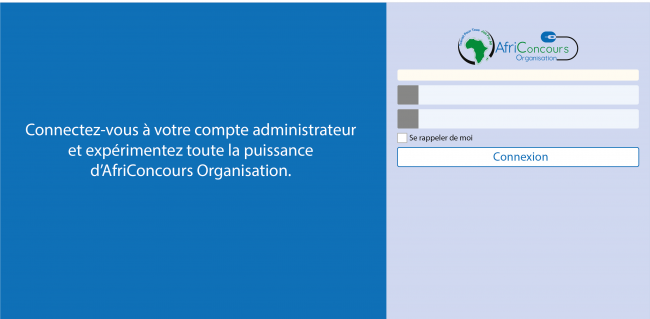 Connectez-vous à votre compte administrateur
et expérimentez toute la puissance
d'AfriConcours Organisation.
AfriConcours
Organisation
Se rappeler de moi
Connexion